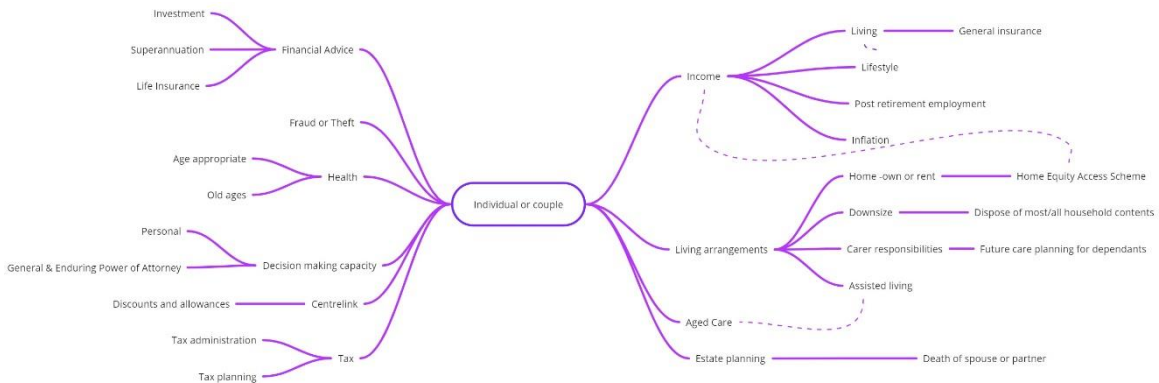 Investment
Superannuation
Life Insurance
Financial Advice
Fraud or Theft
Age appropriate
Old ages
Health
Personal
General & Enduring Power of Attorney
Decision making capacity
Discounts and allowances
Centrelink
Tax administration
Tax planning
Tax
Individual or couple
Income
Living
General insurance
Lifestyle
Post retirement employment
Inflation
Living arrangements
Home -own or rent
Home Equity Access Scheme
Downsize
Dispose of most/all household contents
Carer responsibilities
Future care planning for dependants
Assisted living
Aged Care
Estate planning
Death of spouse or partner